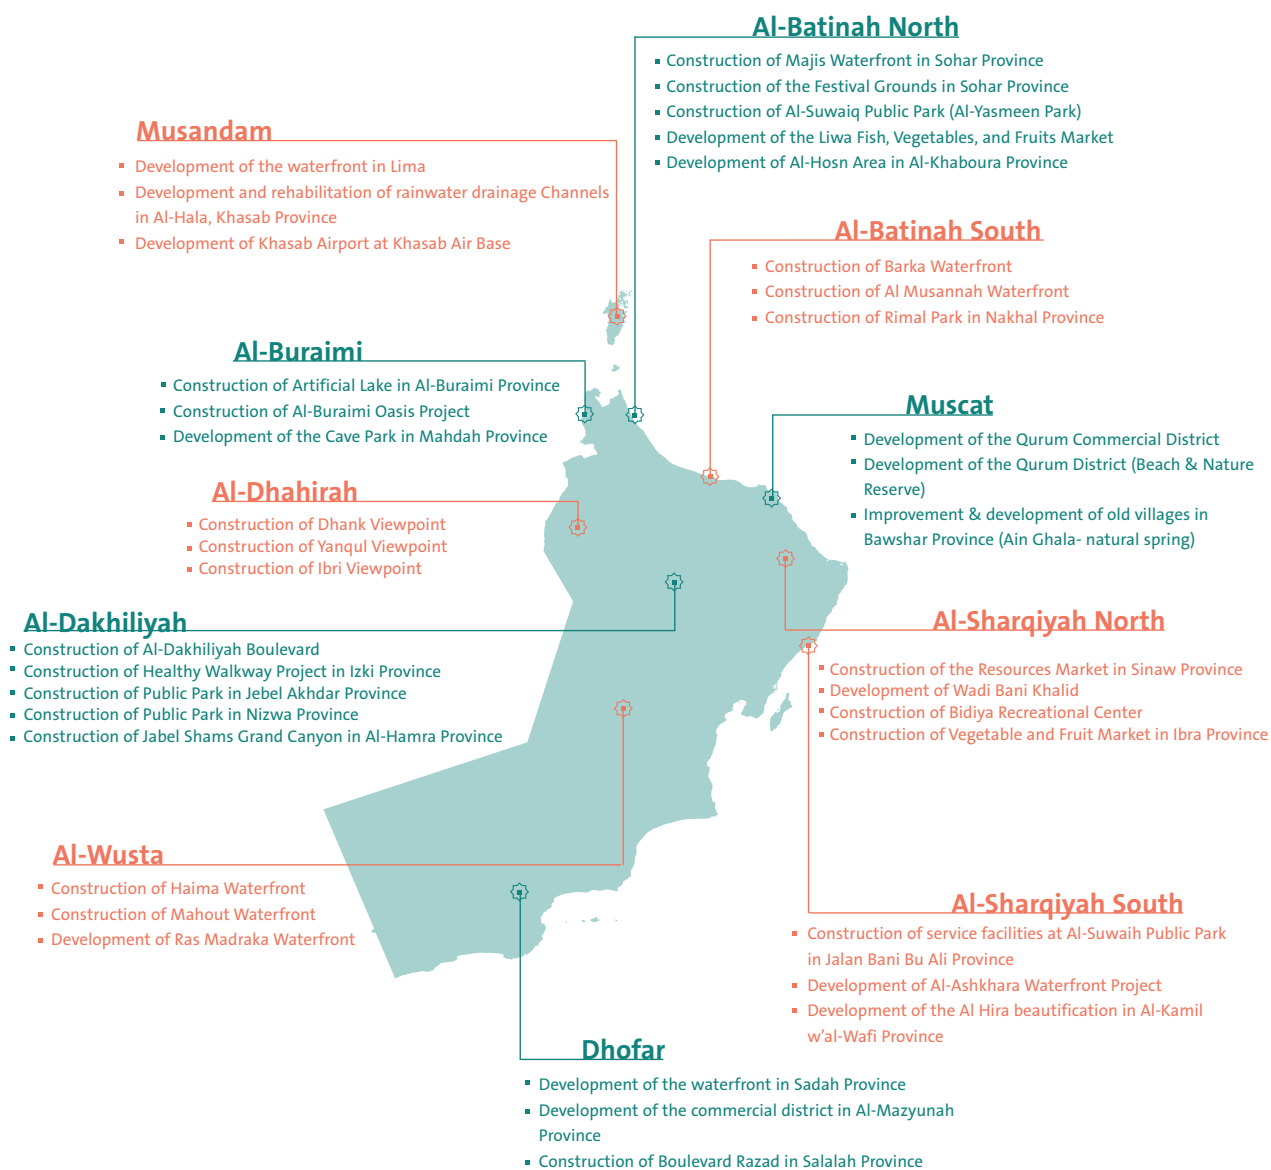 Al-Batinah North
Construction of Majis Waterfront in Sohar Province
Construction of the Festival Grounds in Sohar Province
Construction of Al-Suwaiq Public Park (Al-Yasmeen Park)
Development of the Liwa Fish, Vegetables, and Fruits Market
Development of Al-Hosn Area in Al-Khaboura Province
Musandam
Development of the waterfront in Lima
Development and rehabilitation of rainwater drainage Channels
in Al-Hala, Khasab Province
Development of Khasab Airport at Khasab Air Base
Al-Batinah South
Construction of Barka Waterfront
Construction of Al Musannah Waterfront
Construction of Rimal Park in Nakhal Province
Al-Buraimi
Construction of Artificial Lake in Al-Buraimi Province
Construction of Al-Buraimi Oasis Project
Development of the Cave Park in Mahdah Province
Muscat
Development of the Qurum Commercial District
Development of the Qurum District (Beach & Nature
Reserve)
Improvement & development of old villages in
Bawshar Province (Ain Ghala- natural spring)
Al-Dhahirah
Construction of Dhank Viewpoint
Construction of Yanqul Viewpoint
Construction of Ibri Viewpoint
Al-Dakhiliyah
Construction of Al-Dakhiliyah Boulevard
Construction of Healthy Walkway Project in Izki Province
Construction of Public Park in Jebel Akhdar Province
Construction of Public Park in Nizwa Province
Construction of Jabel Shams Grand Canyon in Al-Hamra Province
Al-Sharqiyah North
Construction of the Resources Market in Sinaw Province
Development of Wadi Bani Khalid
Construction of Bidiya Recreational Center
Construction of Vegetable and Fruit Market in Ibra Province
Al-Wusta
Construction of Haima Waterfront
Construction of Mahout Waterfront
Development of Ras Madraka Waterfront
Al-Sharqiyah South
Construction of service facilities at Al-Suwaih Public Park
in Jalan Bani Bu Ali Province
Development of Al-Ashkhara Waterfront Project
Development of the Al Hira beautification in Al-Kamil
w'al-Wafi Province
Dhofar
Development of the waterfront in Sadah Province
Development of the commercial district in Al-Mazyunah
Province
Construction of Boulevard Razad in Salalah Province